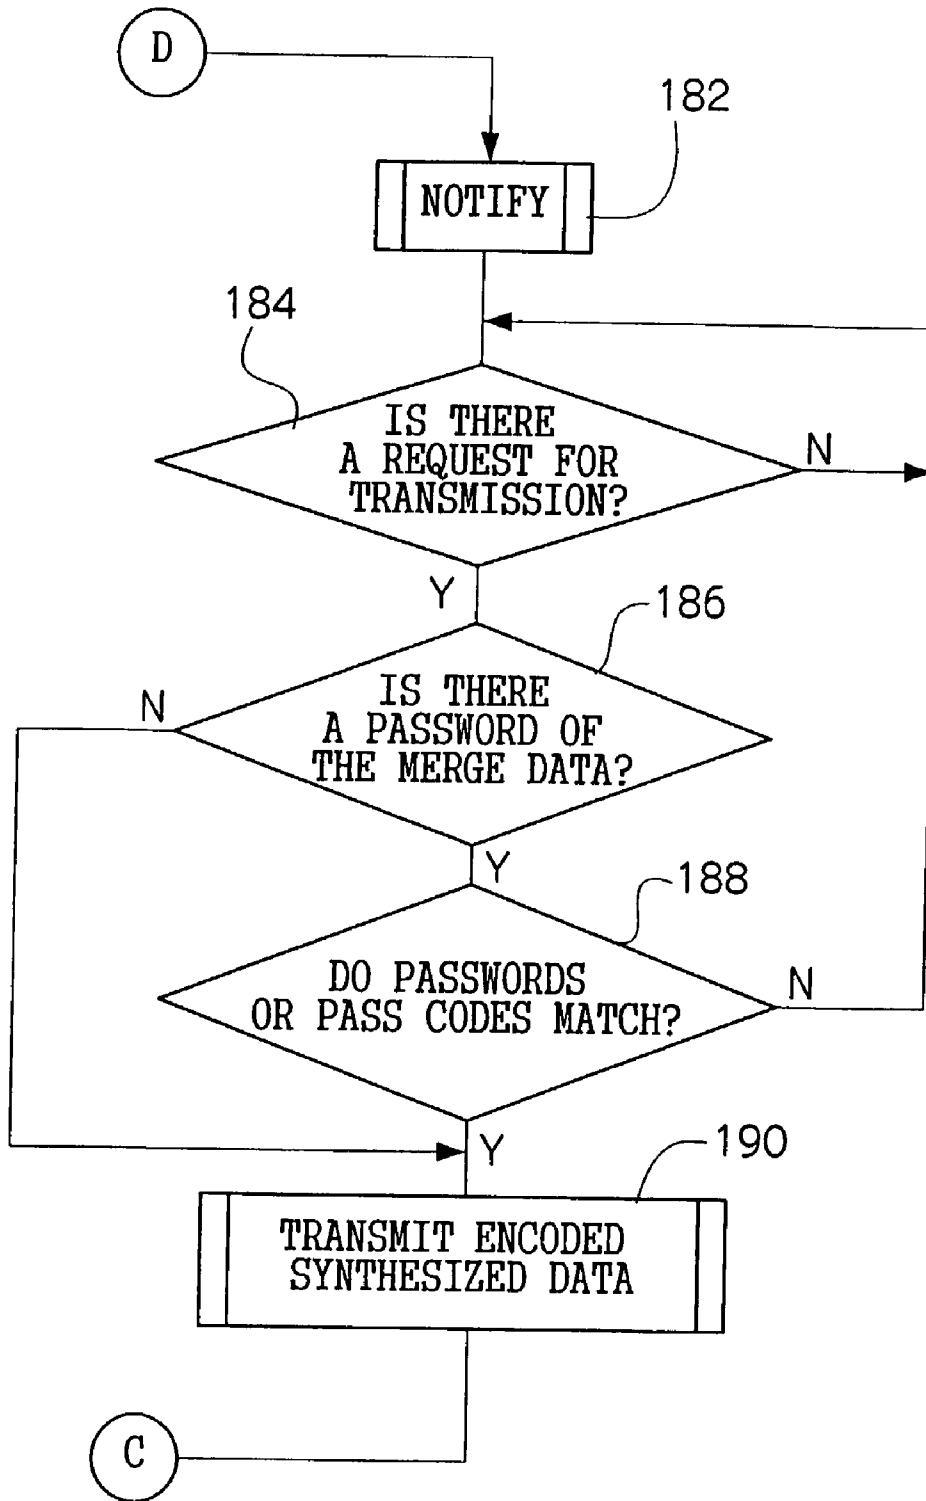 D
182
NOTIFY
184
IS THERE
A REQUEST FOR
TRANSMISSION?
N
Y
186
IS THERE
A PASSWORD OF
THE MERGE DATA?
N
Y
188
DO PASSWORDS
OR PASS CODES MATCH?
N
Y
190
TRANSMIT ENCODED
SYNTHESIZED DATA
C